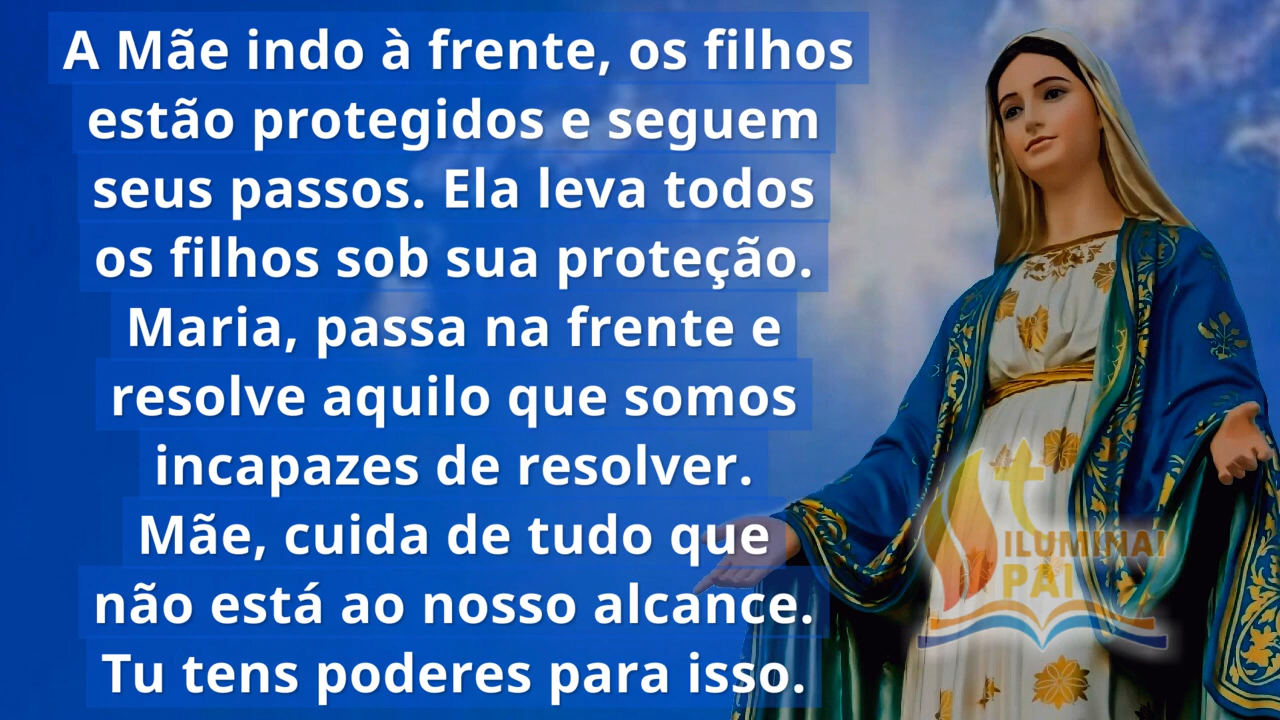 A Mãe indo à frente, os filhos
estão protegidos e seguem
seus passos. Ela leva todos
os filhos sob sua proteção.
Maria, passa na frente e
resolve aquilo que somos
incapazes de resolver.
Mãe, cuida de tudo que
não está ao nosso alcance.
Tu tens poderes para isso.
ILUMINAI
PAI